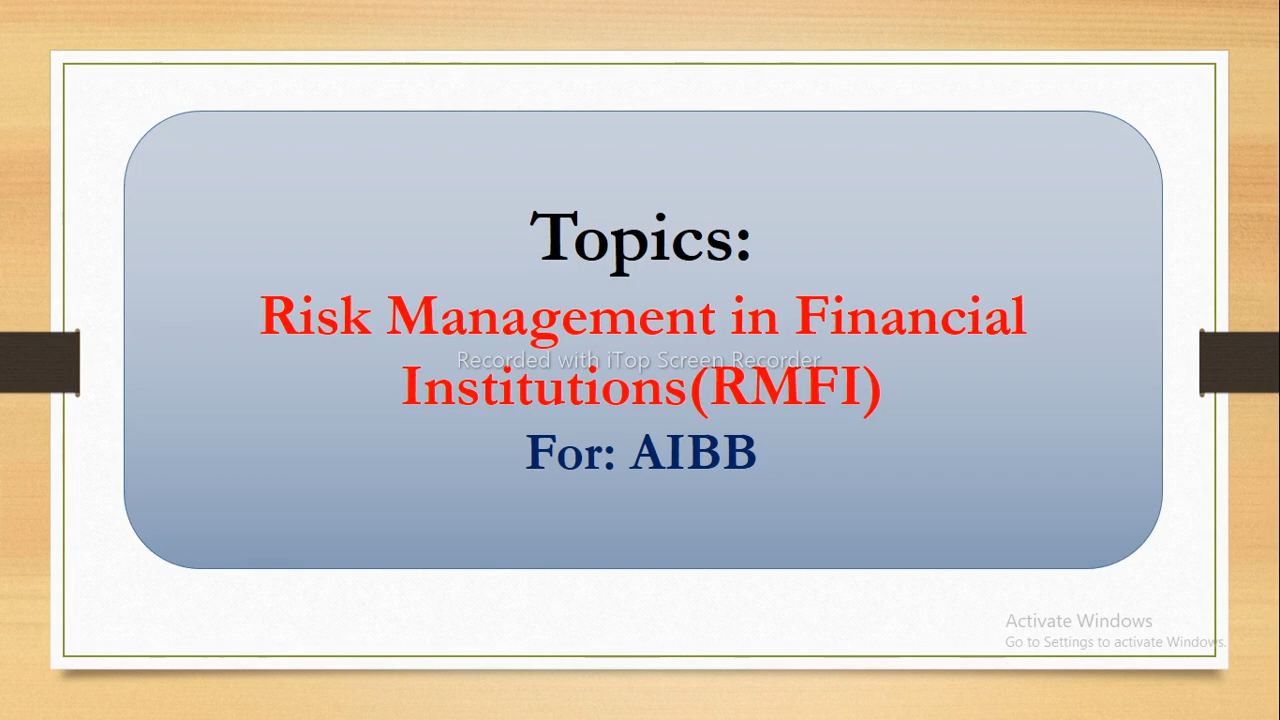 Topics:
Risk Management in Financial
Recorded with iTop Screen Recorder
Institutions(RMFI)
For: AIBB
Activate Windows
Go to Settings to activate Windows.